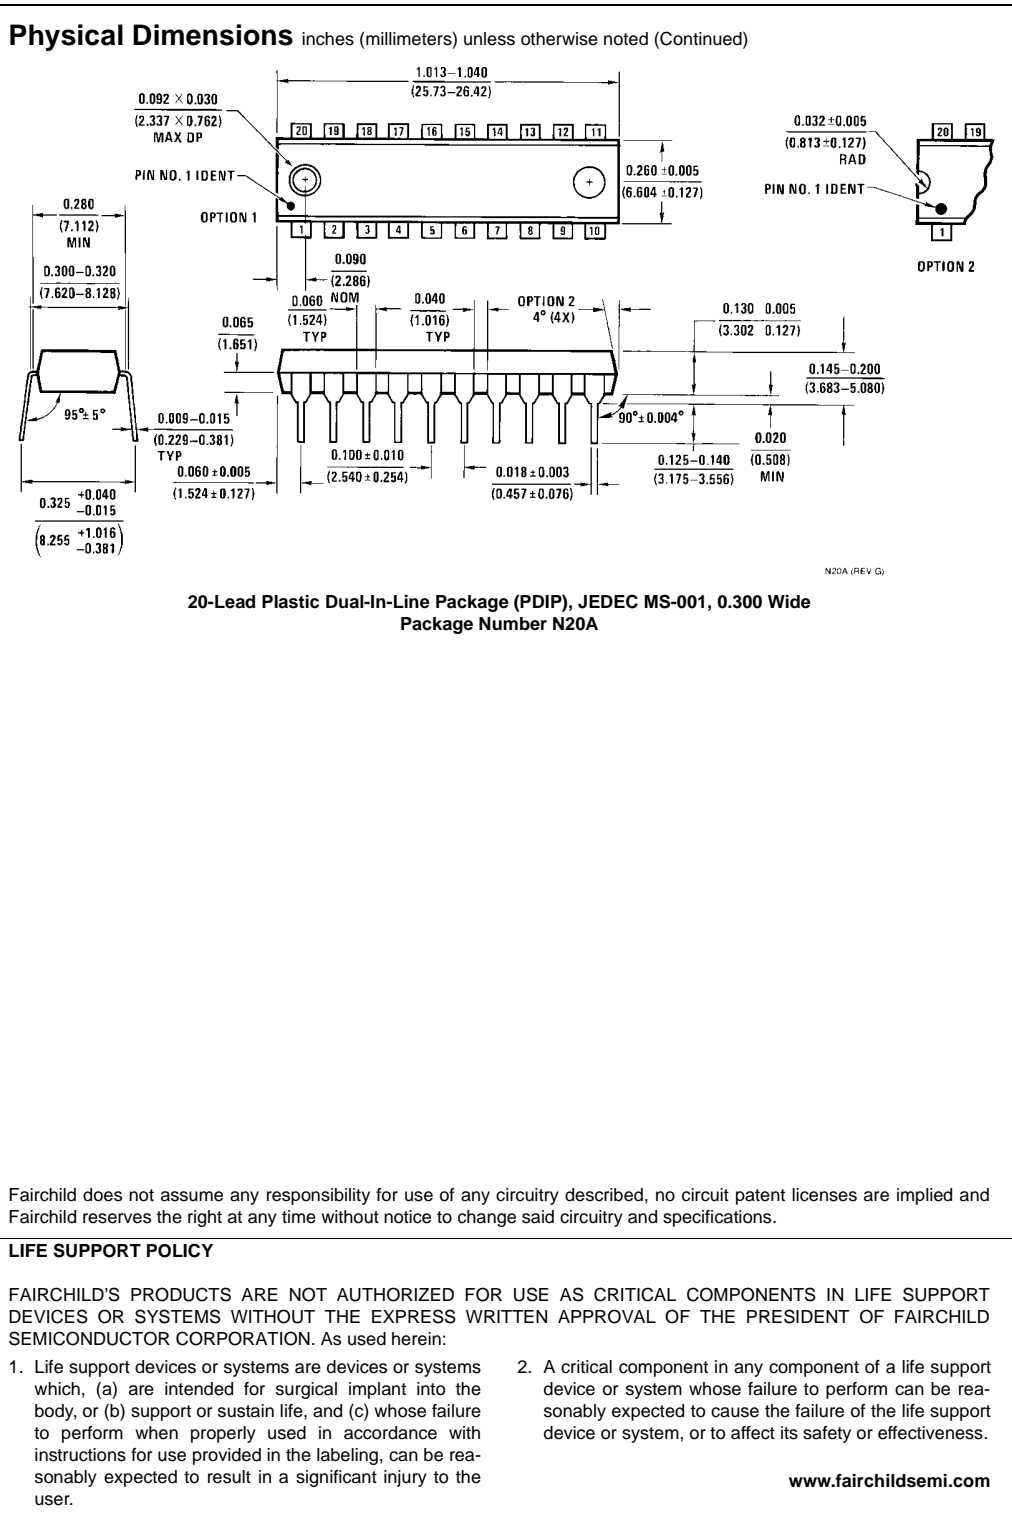 Physical Dimensions inches (millimeters) unless otherwise noted (Continued)
1.013–1.040
(25.73–26.42)
0.092 × 0.030
(2.337 × 0.762)
MAX DP
20 19 18 17 16 15 14 13 12 11
0.032 ±0.005
(0.813 ±0.127)
RAD
20 19
PIN NO. 1 IDENT
0.260 ±0.005
(6.604 ±0.127)
PIN NO. 1 IDENT
OPTION 1
1 2 3 4 5 6 7 8 9 10
1
OPTION 2
0.280
(7.112)
MIN
0.090
(2.286)
NOM
0.300–0.320
(7.620–8.128)
0.060
(1.524)
TYP
0.040
(1.016)
TYP
OPTION 2
4° (4X)
0.130 0.005
(3.302 0.127)
0.065
(1.651)
0.145–0.200
(3.683–5.080)
95°± 5°
0.009–0.015
(0.229–0.381)
TYP
90°± 0.004°
0.020
(0.508)
MIN
0.100 ± 0.010
(2.540 ± 0.254)
0.125–0.140
(3.175–3.556)
0.060 ± 0.005
(1.524 ± 0.127)
0.018 ± 0.003
(0.457 ± 0.076)
0.325 +0.040
–0.015
(8.255 +1.016
–0.381)
N20A (REV G)
20-Lead Plastic Dual-In-Line Package (PDIP), JEDEC MS-001, 0.300 Wide
Package Number N20A
Fairchild does not assume any responsibility for use of any circuitry described, no circuit patent licenses are implied and
Fairchild reserves the right at any time without notice to change said circuitry and specifications.
LIFE SUPPORT POLICY
FAIRCHILD'S PRODUCTS ARE NOT AUTHORIZED FOR USE AS CRITICAL COMPONENTS IN LIFE SUPPORT
DEVICES OR SYSTEMS WITHOUT THE EXPRESS WRITTEN APPROVAL OF THE PRESIDENT OF FAIRCHILD
SEMICONDUCTOR CORPORATION. As used herein:
1. Life support devices or systems are devices or systems
which, (a) are intended for surgical implant into the
body, or (b) support or sustain life, and (c) whose failure
to perform when properly used in accordance with
instructions for use provided in the labeling, can be rea-
sonably expected to result in a significant injury to the
user.
2. A critical component in any component of a life support
device or system whose failure to perform can be rea-
sonably expected to cause the failure of the life support
device or system, or to affect its safety or effectiveness.
www.fairchildsemi.com